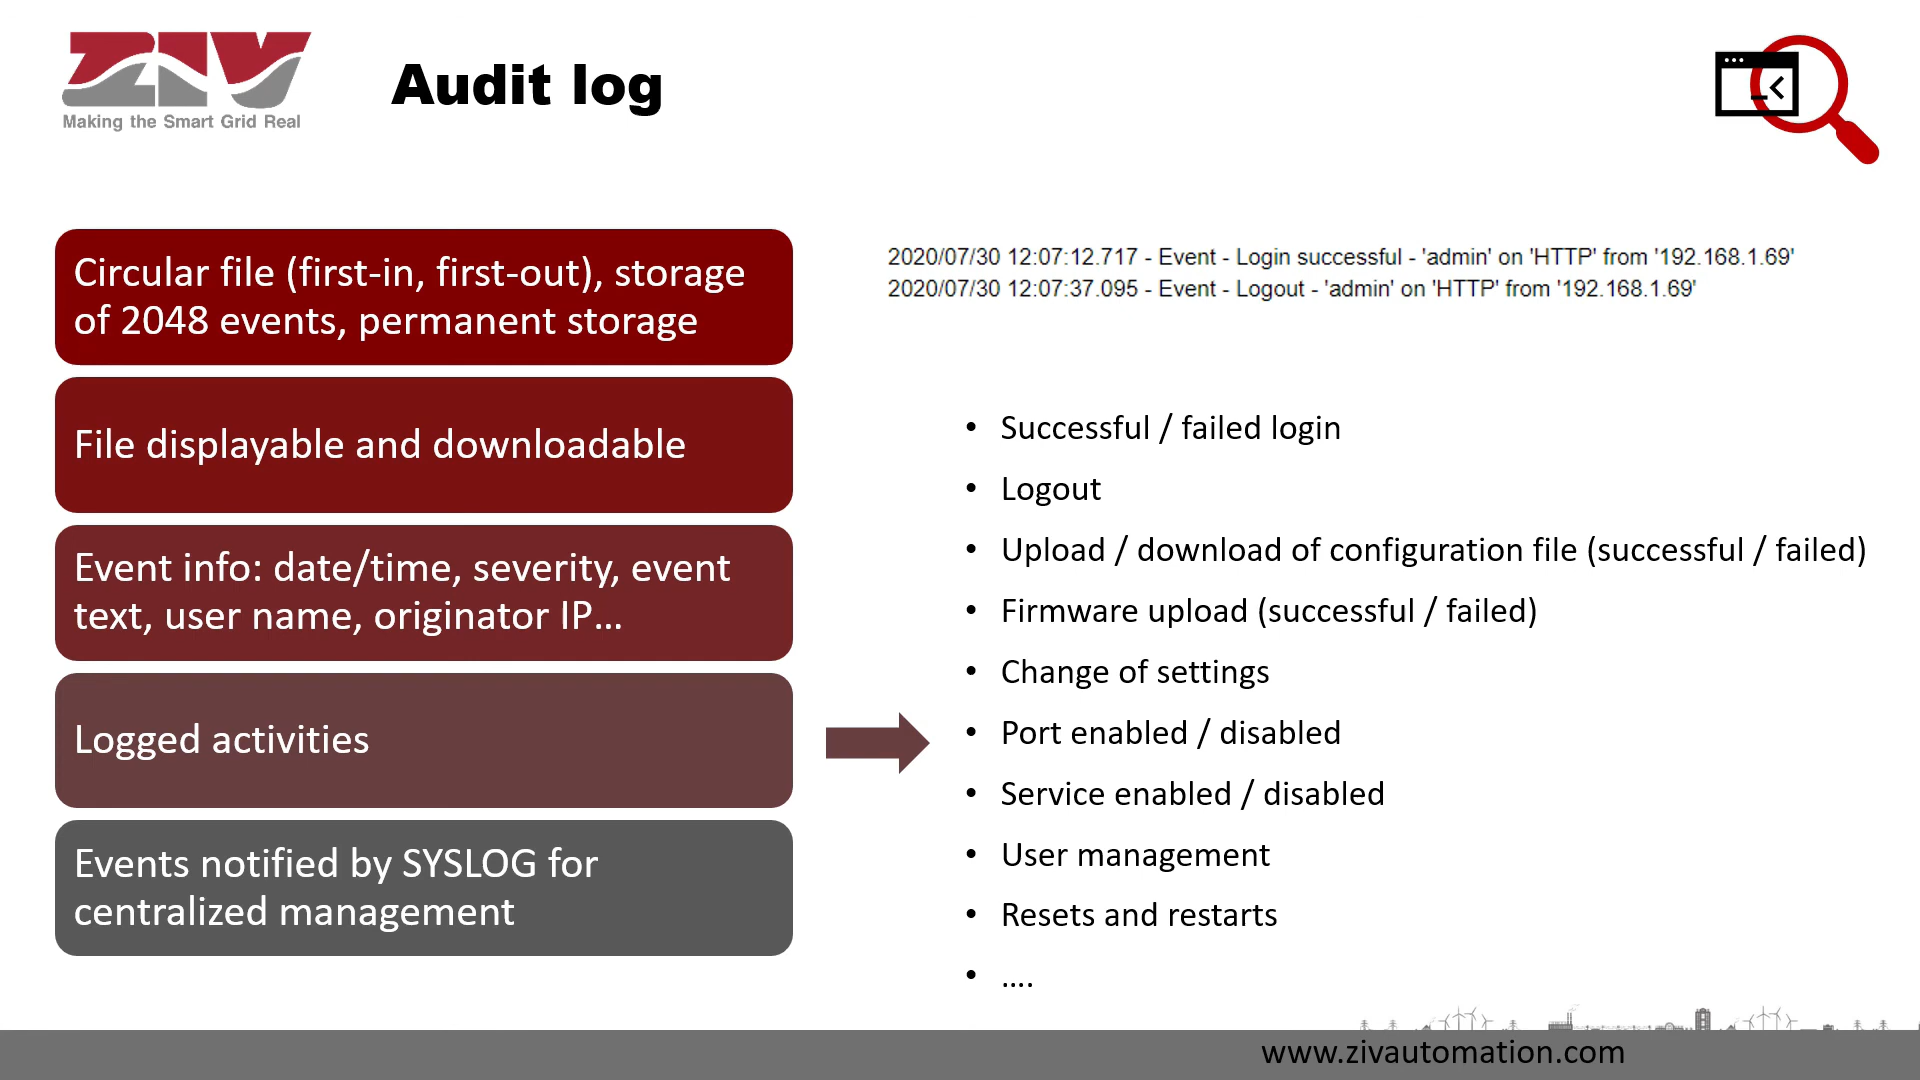 ZIV
Making the Smart Grid Real
Audit log
Circular file (first-in, first-out), storage
of 2048 events, permanent storage
File displayable and downloadable
Event info: date/time, severity, event
text, user name, originator IP...
Logged activities
Events notified by SYSLOG for
centralized management
2020/07/30 12:07:12.717 - Event - Login successful - 'admin' on 'HTTP' from '192.168.1.69'
2020/07/30 12:07:37.095 - Event - Logout - 'admin' on 'HTTP' from '192.168.1.69'
• Successful / failed login
• Logout
• Upload / download of configuration file (successful / failed)
• Firmware upload (successful / failed)
• Change of settings
• Port enabled / disabled
• Service enabled / disabled
• User management
• Resets and restarts
• ....
www.zivautomation.com